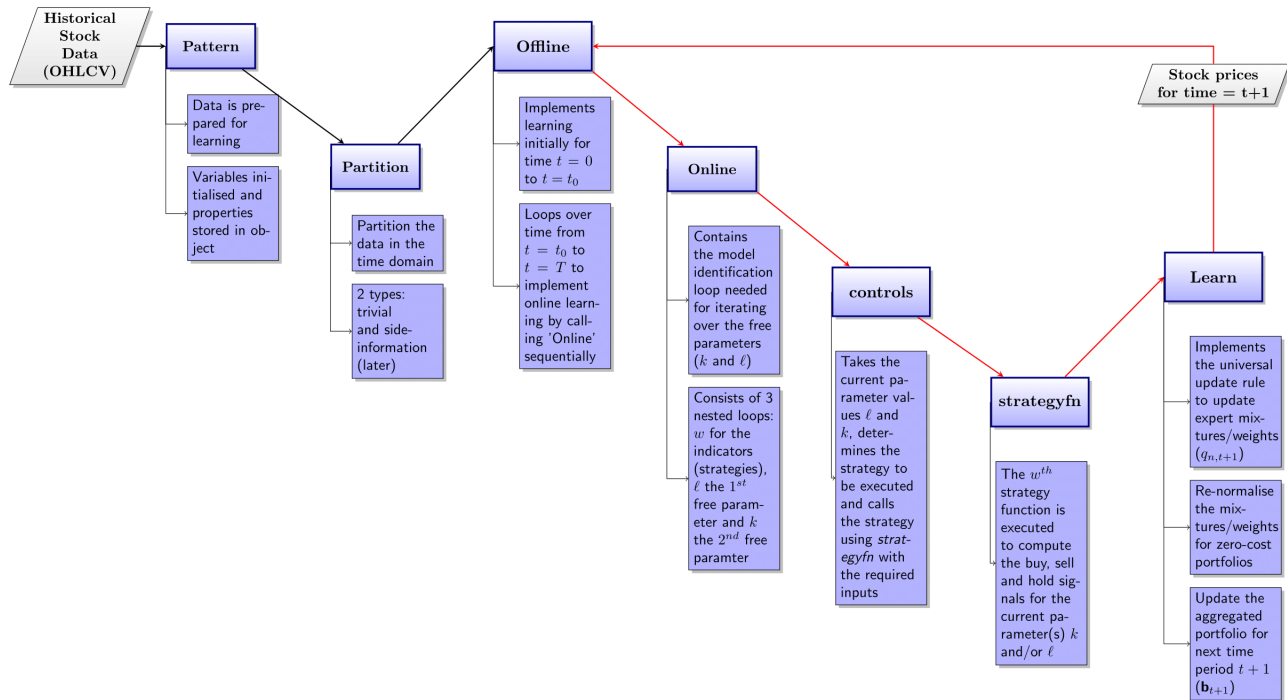 Historical
Stock
Data
(OHLCV)
Pattern
Data is pre-
pared for
learning
Variables ini-
tialised and
properties
stored in ob-
ject
Partition
Partition the
data in the
time domain
2 types:
trivial
and side-
information
(later)
Offline
Implements
learning
initially for
time t = 0
to t = t₀
Loops over
time from
t = t₀ to
t = T to
implement
online learn-
ing by call-
ing 'Online'
sequentially
Online
Contains
the model
identification
loop needed
for iterating
over the free
parameters
(k and ℓ)
Consists of 3
nested loops:
w for the
indicators
(strategies),
ℓ the 1ˢᵗ
free param-
eter and k
the 2ⁿᵈ free
paramter
controls
Takes the
current pa-
rameter val-
ues ℓ and
k, deter-
mines the
strategy to
be executed
and calls
the strategy
using strat-
egyfn with
the required
inputs
strategyfn
The wᵗʰ
strategy
function is
executed
to compute
the buy, sell
and hold sig-
nals for the
current pa-
rameter(s) k
and/or ℓ
Learn
Implements
the universal
update rule
to update
expert mix-
tures/weights
(qₙ,ₜ₊₁)
Re-normalise
the mix-
tures/weights
for zero-cost
portfolios
Update the
aggregated
portfolio for
next time
period t + 1
(bₜ₊₁)
Stock prices
for time = t+1